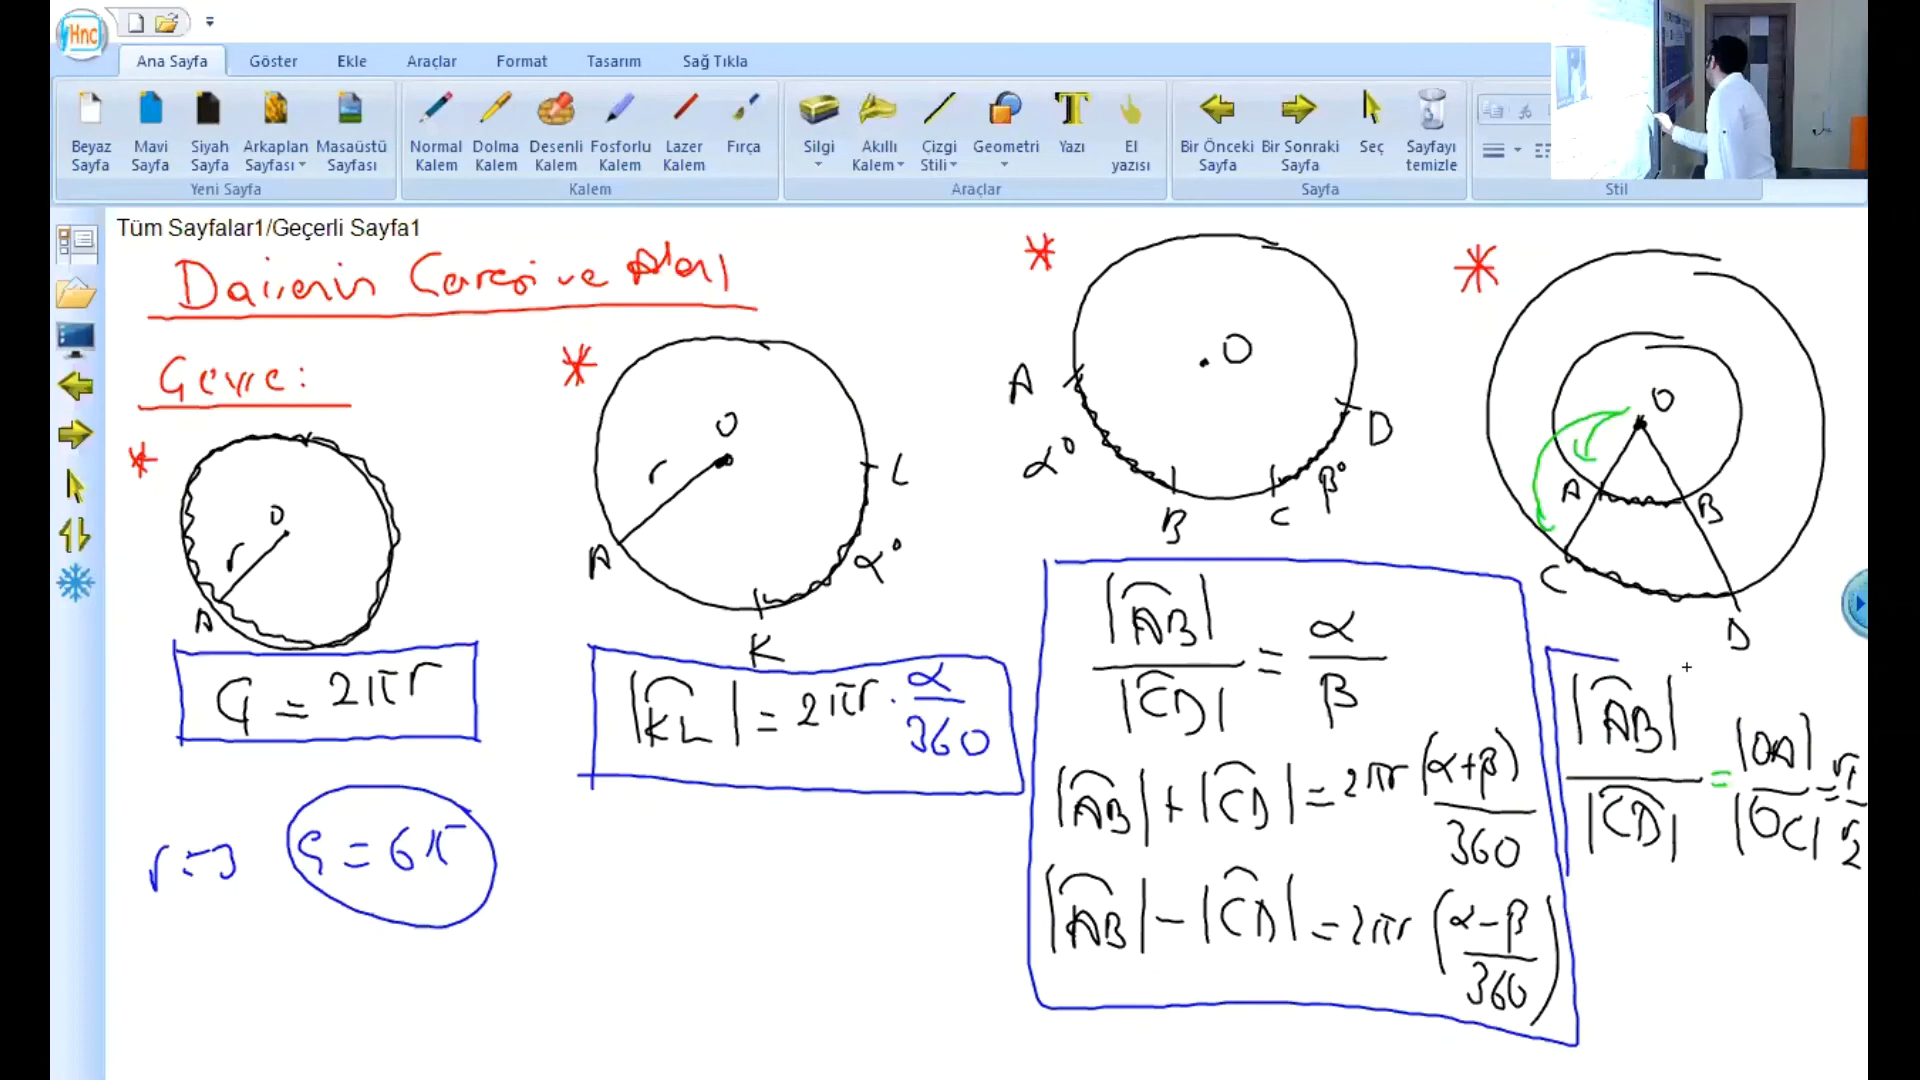 Hnc
Ana Sayfa Göster Ekle Araçlar Format Tasarım Sağ Tıkla
Beyaz Sayfa
Mavi Sayfa
Siyah Sayfa
Arkaplan Sayfası
Masaüstü Sayfası
Normal Kalem
Dolma Kalem
Desenli Kalem
Fosforlu Kalem
Lazer Kalem
Fırça
Silgi
Akıllı Kalem
Çizgi Stili
Geometri
Yazı
El yazısı
Bir Önceki Sayfa
Bir Sonraki Sayfa
Seç
Sayfayı temizle
Yeni Sayfa Kalem Araçlar Sayfa Stil
Tüm Sayfalar1/Geçerli Sayfa1
Dairenin Çevresi ve Alanı
Çevre:
* O r A
Ç = 2πr
r=3 Ç = 6π
* O r A L α° K
|KL| = 2πr · α/360
* O A D α° β° B C
|AB|/|CD| = α/β
|AB| + |CD| = 2πr (α+β)/360
|AB| − |CD| = 2πr (α−β/360)
* O A B C D
|AB|/|CD| = |OA|/|OC| = r1/r2